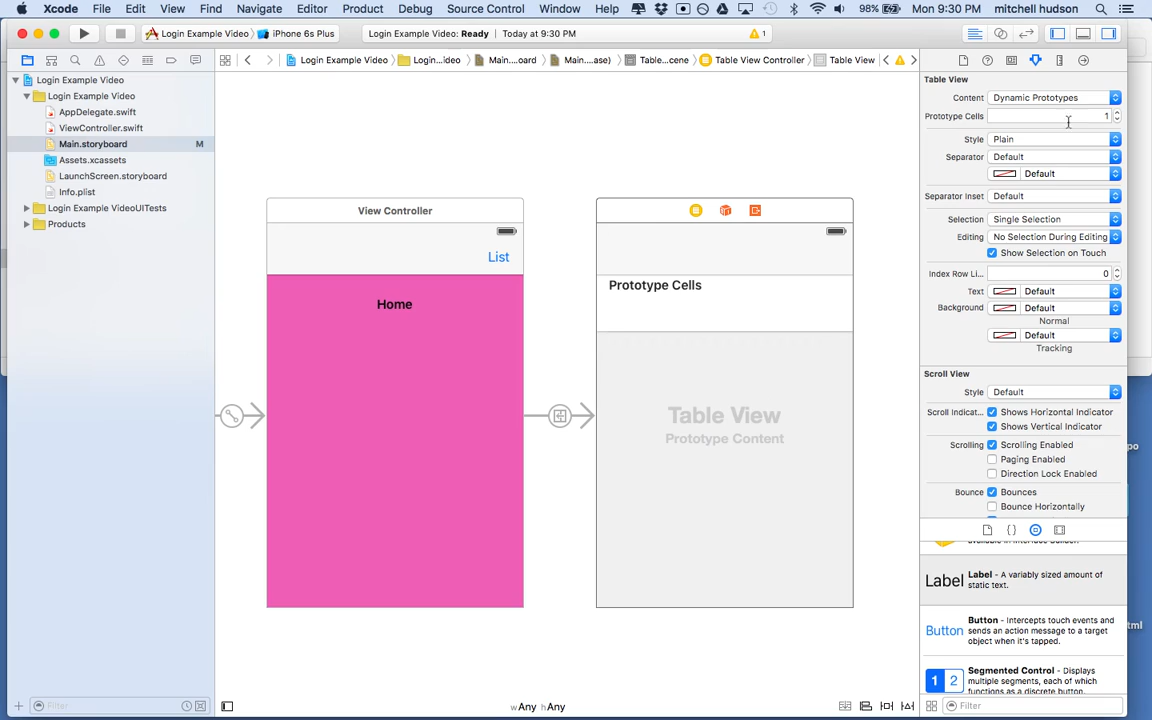 Xcode File Edit View Find Navigate Editor Product Debug Source Control Window Help 98% Mon 9:30 PM mitchell hudson
Login Example Video iPhone 6s Plus Login Example Video: Ready Today at 9:30 PM 1
Login Example Video Login...ideo Main....oard Main....ase) Table...cene Table View Controller Table View
Login Example Video
Login Example Video
AppDelegate.swift
ViewController.swift
Main.storyboard M
Assets.xcassets
LaunchScreen.storyboard
Info.plist
Login Example VideoUITests
Products
Filter
View Controller
List
Home
Prototype Cells
Table View
Prototype Content
wAny hAny
Table View
Content Dynamic Prototypes
Prototype Cells 1
Style Plain
Separator Default
Default
Separator Inset Default
Selection Single Selection
Editing No Selection During Editing
Show Selection on Touch
Index Row Li... 0
Text Default
Background Default
Normal
Default
Tracking
Scroll View
Style Default
Scroll Indicat... Shows Horizontal Indicator
Shows Vertical Indicator
Scrolling Scrolling Enabled
Paging Enabled
Direction Lock Enabled
Bounce Bounces
Bounce Horizontally
Label Label - A variably sized amount of
static text.
Button - Intercepts touch events and
Button sends an action message to a target
object when it's tapped.
Segmented Control - Displays
1 2 multiple segments, each of which
functions as a discrete button.
Filter